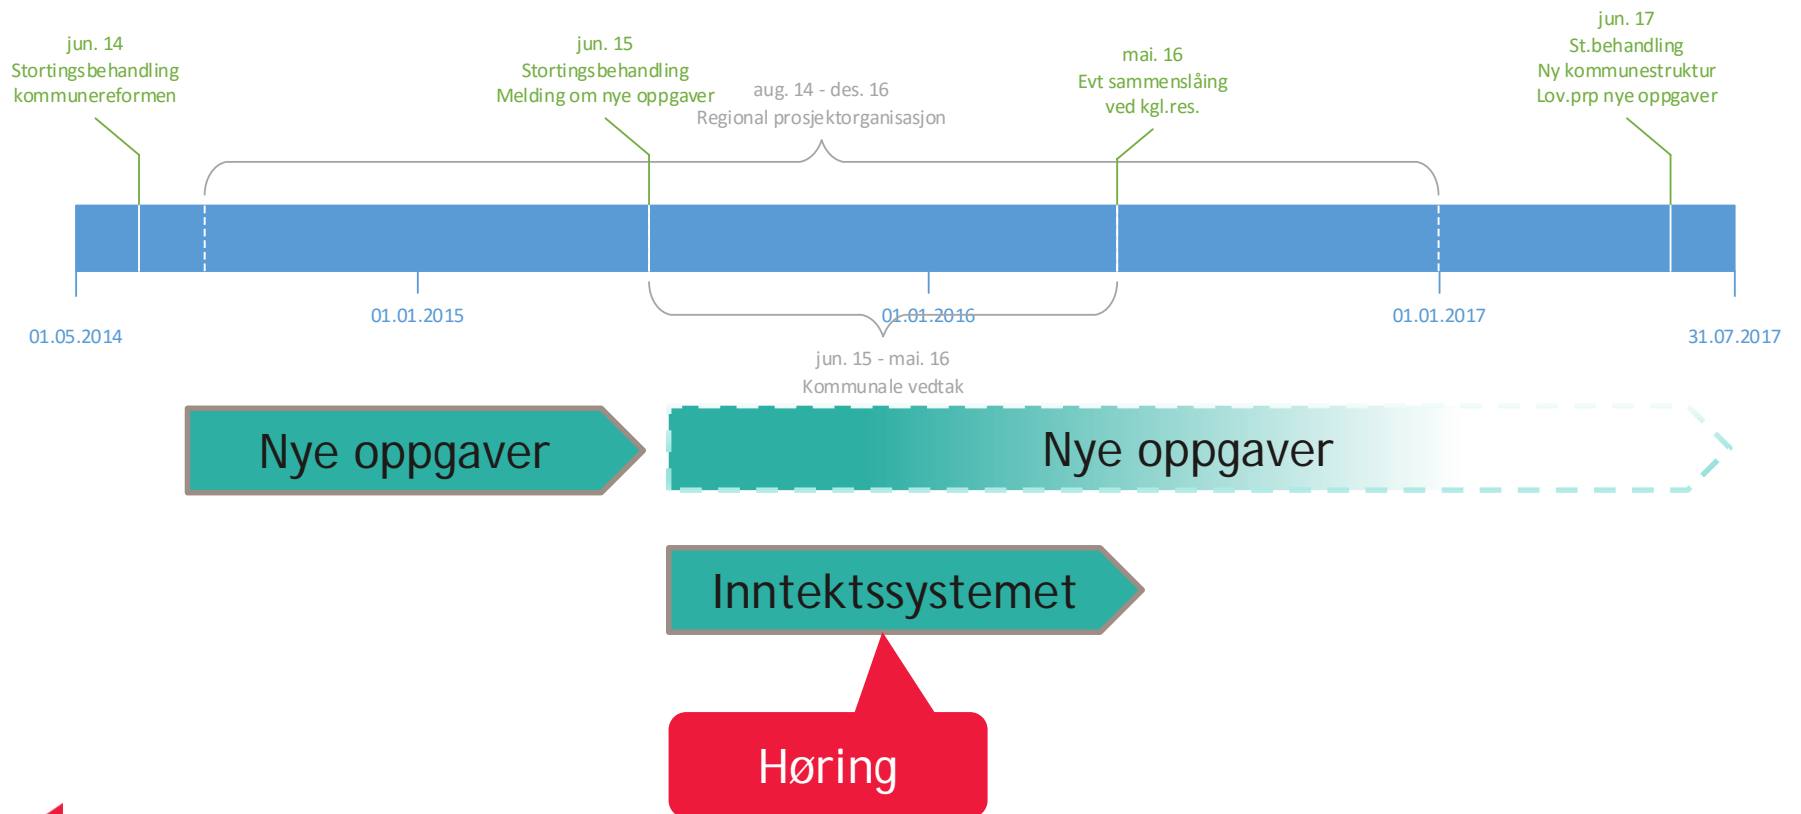 jun. 14
Stortingsbehandling
kommunereformen
jun. 15
Stortingsbehandling
Melding om nye oppgaver
aug. 14 - des. 16
Regional prosjektorganisasjon
mai. 16
Evt sammenslåing
ved kgl.res.
jun. 17
St.behandling
Ny kommunestruktur
Lov.prp nye oppgaver
01.05.2014
01.01.2015
01.01.2016
01.01.2017
31.07.2017
jun. 15 - mai. 16
Kommunale vedtak
Nye oppgaver
Nye oppgaver
Inntektssystemet
Høring